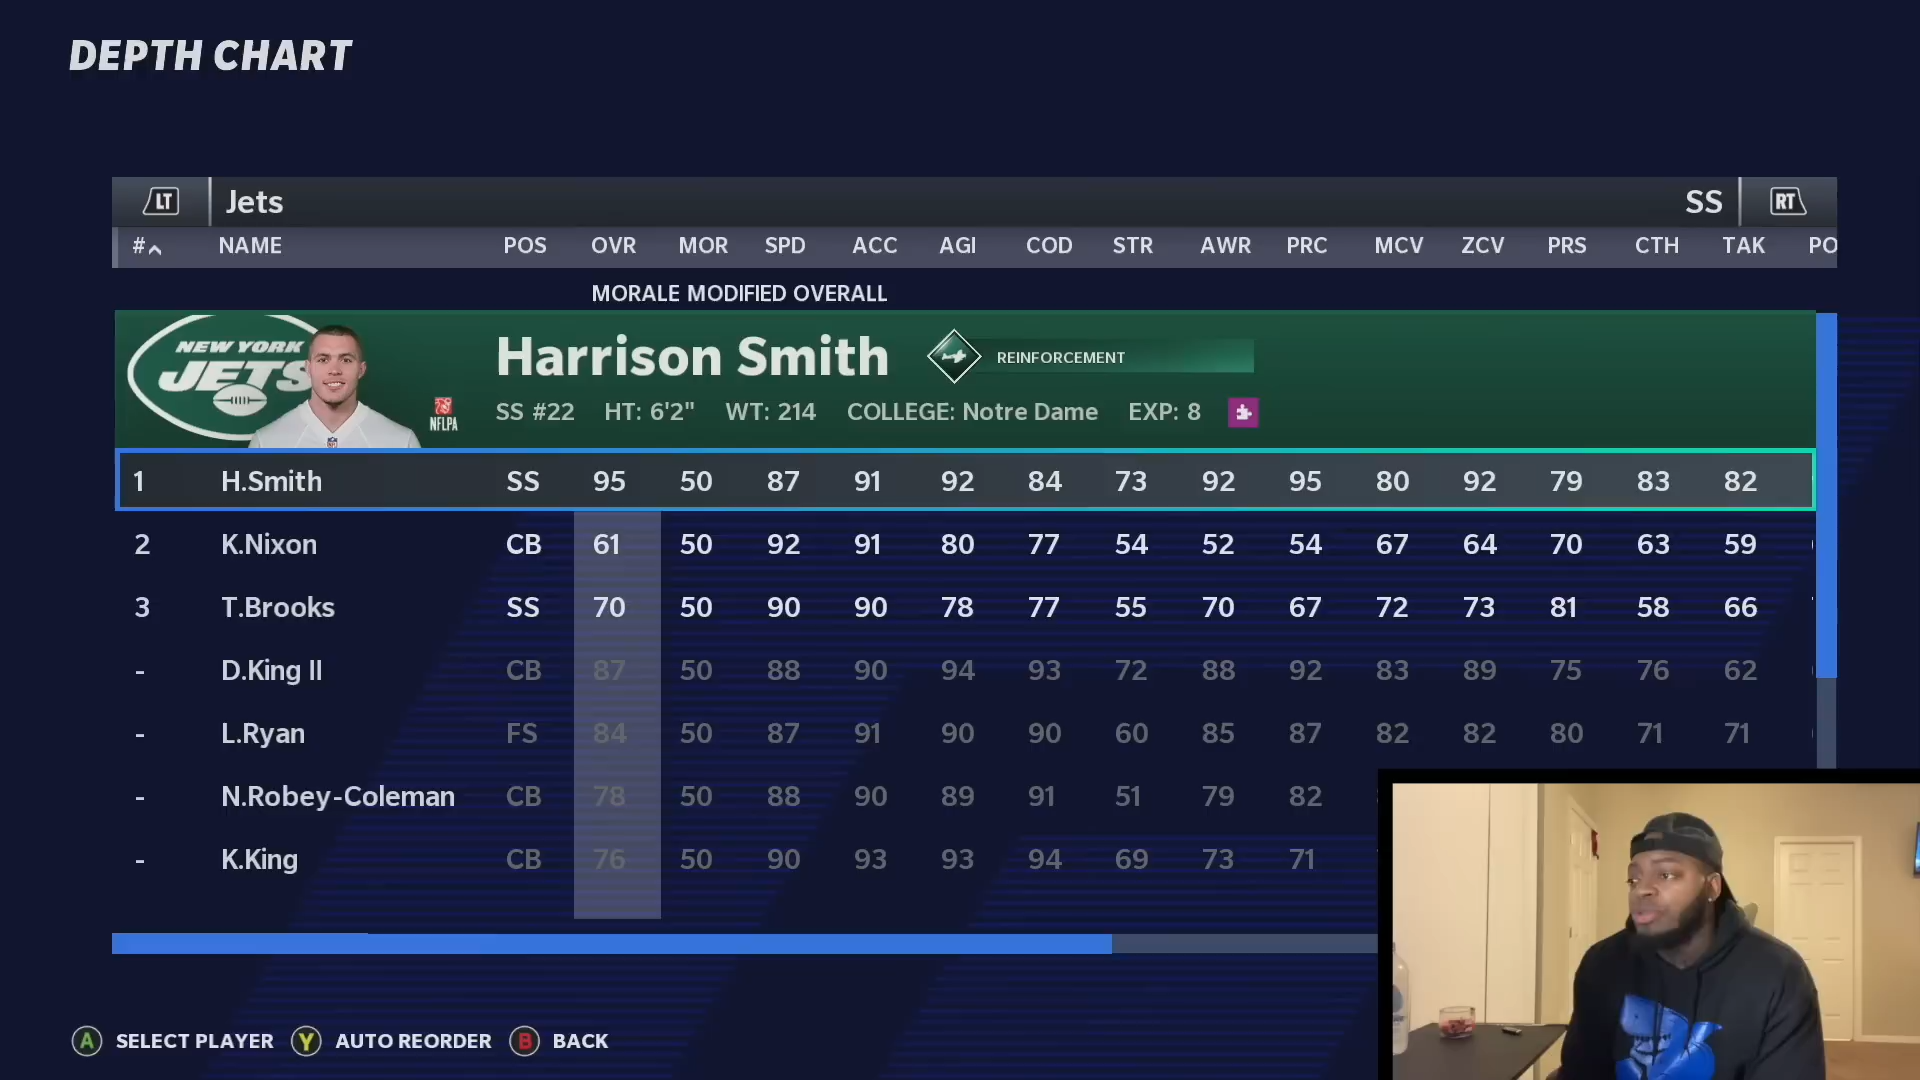 DEPTH CHART
LT Jets SS RT
# NAME POS OVR MOR SPD ACC AGI COD STR AWR PRC MCV ZCV PRS CTH TAK PO
MORALE MODIFIED OVERALL
NEW YORK JETS
NFLPA
Harrison Smith REINFORCEMENT
SS #22 HT: 6'2" WT: 214 COLLEGE: Notre Dame EXP: 8
1 H.Smith SS 95 50 87 91 92 84 73 92 95 80 92 79 83 82
2 K.Nixon CB 61 50 92 91 80 77 54 52 54 67 64 70 63 59
3 T.Brooks SS 70 50 90 90 78 77 55 70 67 72 73 81 58 66
- D.King II CB 87 50 88 90 94 93 72 88 92 83 89 75 76 62
- L.Ryan FS 84 50 87 91 90 90 60 85 87 82 82 80 71 71
- N.Robey-Coleman CB 78 50 88 90 89 91 51 79 82
- K.King CB 76 50 90 93 93 94 69 73 71
A SELECT PLAYER Y AUTO REORDER B BACK